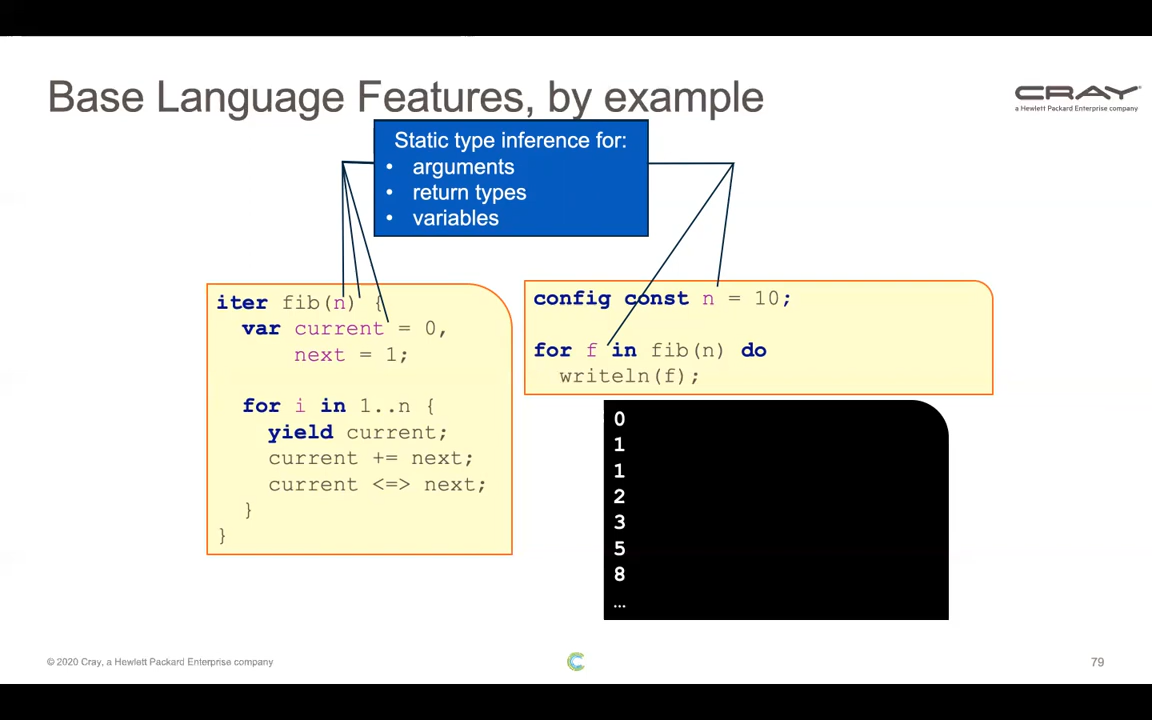 Base Language Features, by example
CRAY
a Hewlett Packard Enterprise company
Static type inference for:
• arguments
• return types
• variables
iter fib(n) {
var current = 0,
next = 1;
for i in 1..n {
yield current;
current += next;
current <=> next;
}
}
config const n = 10;
for f in fib(n) do
writeln(f);
0
1
1
2
3
5
8
…
© 2020 Cray, a Hewlett Packard Enterprise company
79